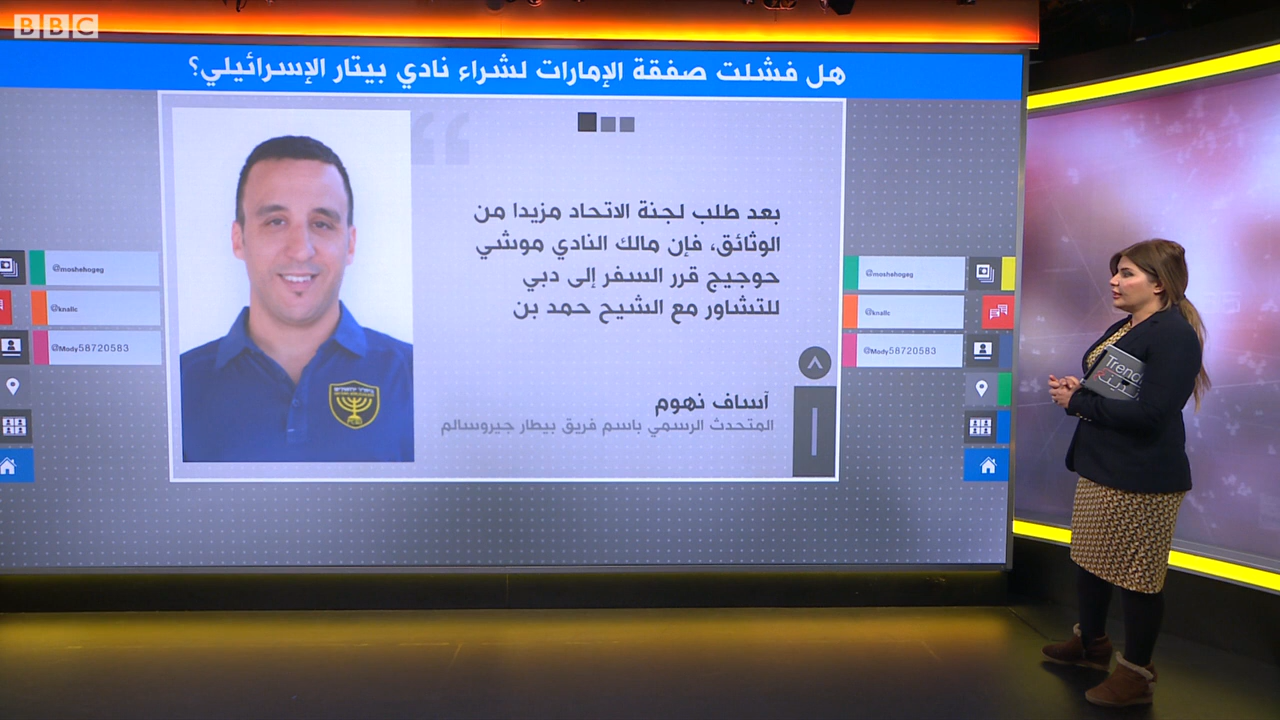 BBC
هل فشلت صفقة الإمارات لشراء نادي بيتار الإسرائيلي؟
بعد طلب لجنة الاتحاد مزيدا من
الوثائق، فإن مالك النادي موشي
حوجيج قرر السفر إلى دبي
للتشاور مع الشيخ حمد بن
آساف نهوم
المتحدث الرسمي باسم فريق بيطار جيروسالم
@moshehogeg
@knallc
@Mody58720583
@moshehogeg
@knallc
@Mody58720583
Trend